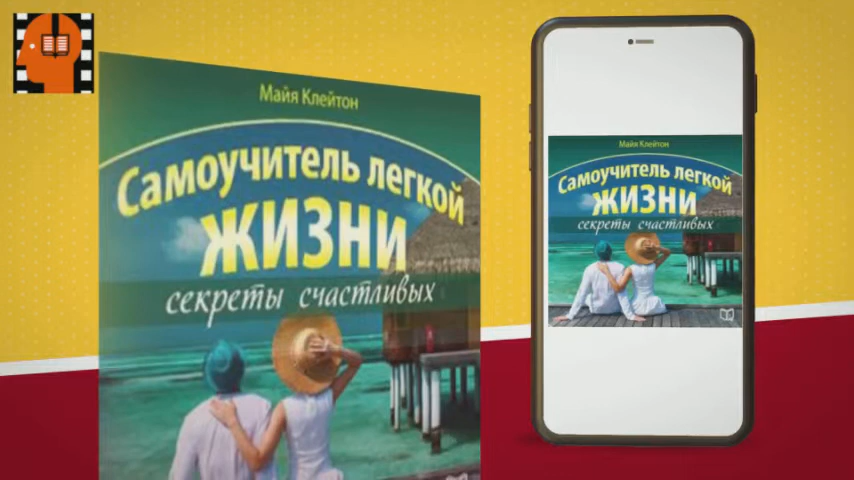 Майя Клейтон
Самоучитель легкой
жизни
секреты счастливых
Майя Клейтон
Самоучитель легкой
жизни
секреты счастливых